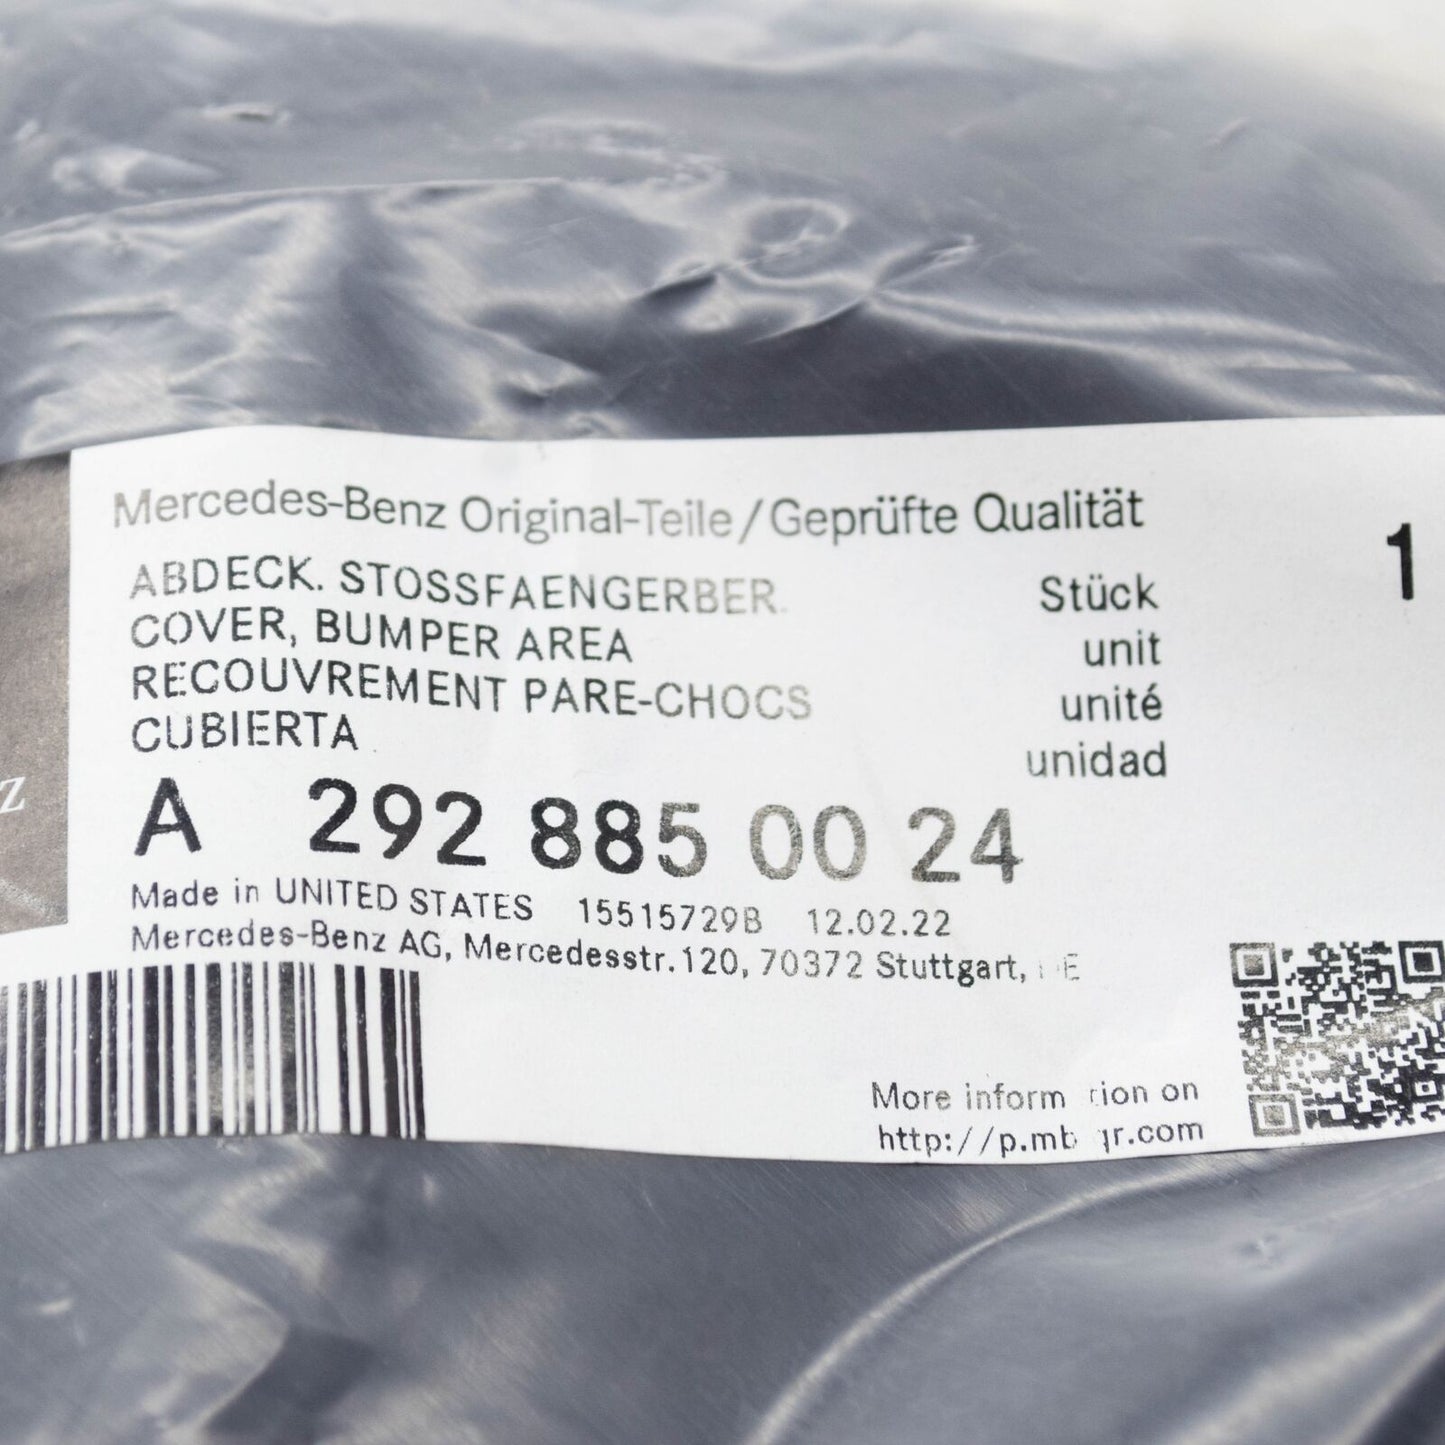 Mercedes-Benz Original-Teile/Geprüfte Qualität
1
ABDECK. STOSSFAENGERBER.
Stück
COVER, BUMPER AREA
unit
RECOUVREMENT PARE-CHOCS
unité
CUBIERTA
unidad
A 292 885 00 24
Made in UNITED STATES 15515729B 12.02.22
Mercedes-Benz AG, Mercedesstr.120, 70372 Stuttgart,
More on